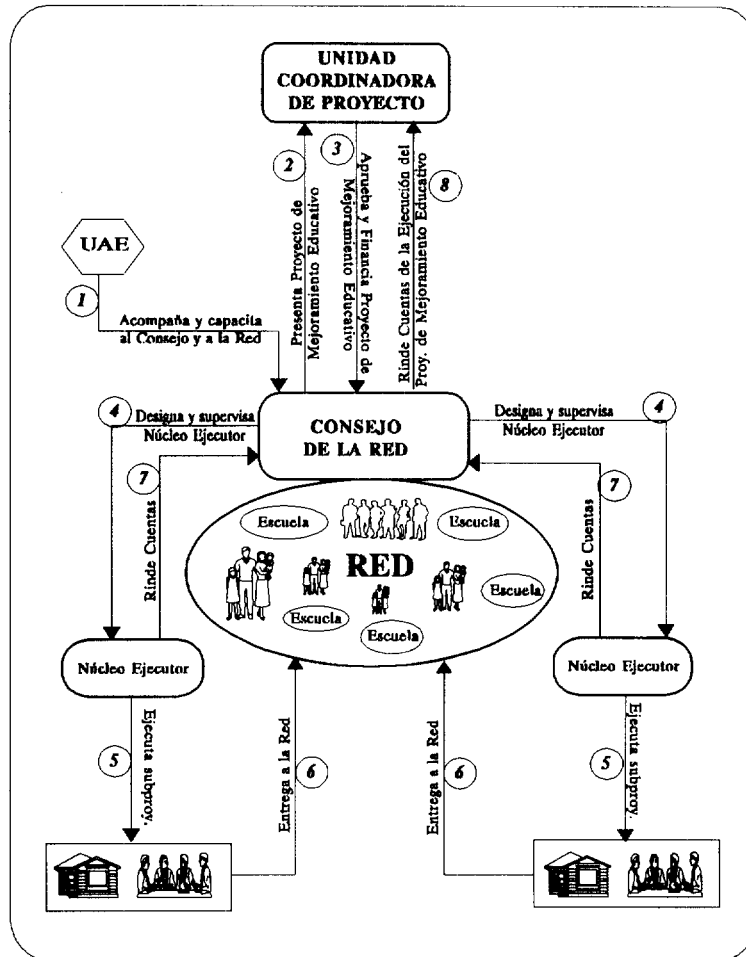 UNIDAD
COORDINADORA
DE PROYECTO
2
3
8
Presenta Proyecto de
Mejoramiento Educativo
Aprueba y Financia Proyecto de
Mejoramiento Educativo
Rinde Cuentas de la Ejecución del
Proy. de Mejoramiento Educativo
UAE
1
Acompaña y capacita
al Consejo y a la Red
4
Designa y supervisa
Núcleo Ejecutor
CONSEJO
DE LA RED
Designa y supervisa
Núcleo Ejecutor
4
7
Rinde Cuentas
7
Rinde Cuentas
Escuela
Escuela
RED
Escuela
Escuela
Escuela
Núcleo Ejecutor
Núcleo Ejecutor
5
Ejecuta subproy.
6
Entrega a la Red
6
Entrega a la Red
5
Ejecuta subproy.